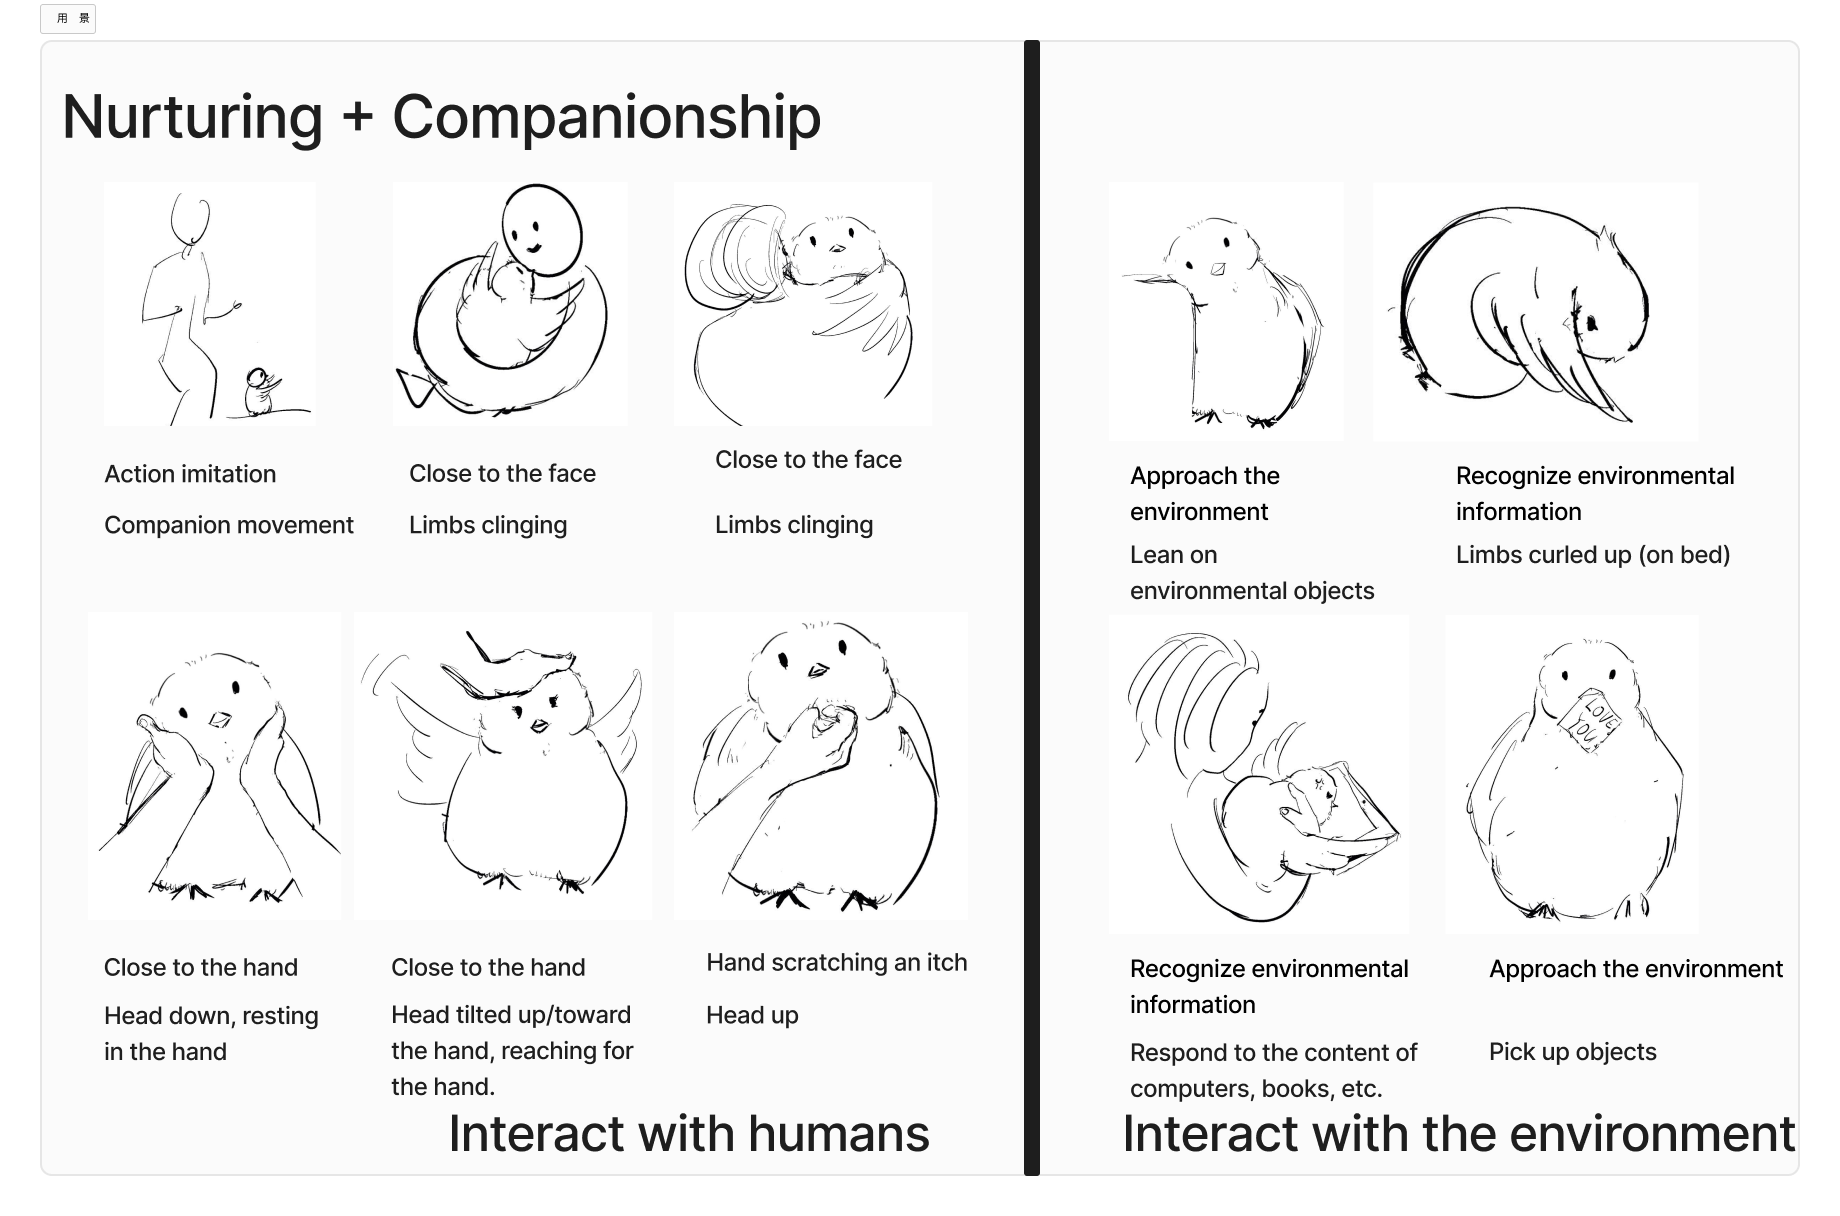 用 景
Nurturing + Companionship
Action imitation
Companion movement
Close to the face
Limbs clinging
Close to the face
Limbs clinging
Approach the
environment
Lean on
environmental objects
Recognize environmental
information
Limbs curled up (on bed)
LOVE
YOU
Close to the hand
Head down, resting
in the hand
Close to the hand
Head tilted up/toward
the hand, reaching for
the hand.
Hand scratching an itch
Head up
Recognize environmental
information
Respond to the content of
computers, books, etc.
Approach the environment
Pick up objects
Interact with humans
Interact with the environment